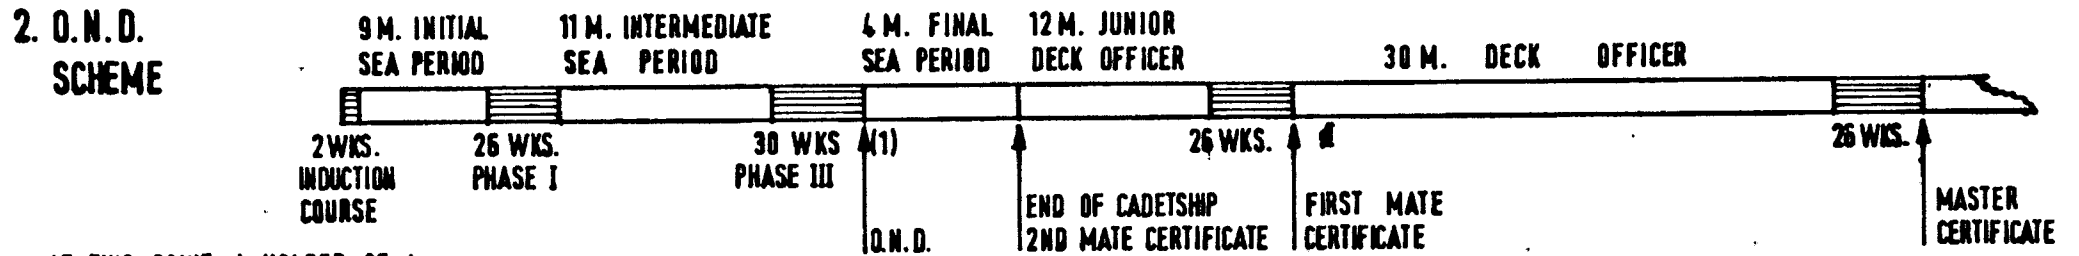 2. O.N.D.
SCHEME
9 M. INITIAL
SEA PERIOD
11 M. INTERMEDIATE
SEA PERIOD
4 M. FINAL
SEA PERIOD
12 M. JUNIOR
DECK OFFICER
30 M. DECK OFFICER
2 WKS.
INDUCTION
COURSE
26 WKS.
PHASE I
30 WKS
PHASE III
(1)
26 WKS.
26 WKS.
O.N.D.
END OF CADETSHIP
2ND MATE CERTIFICATE
FIRST MATE
CERTIFICATE
MASTER
CERTIFICATE